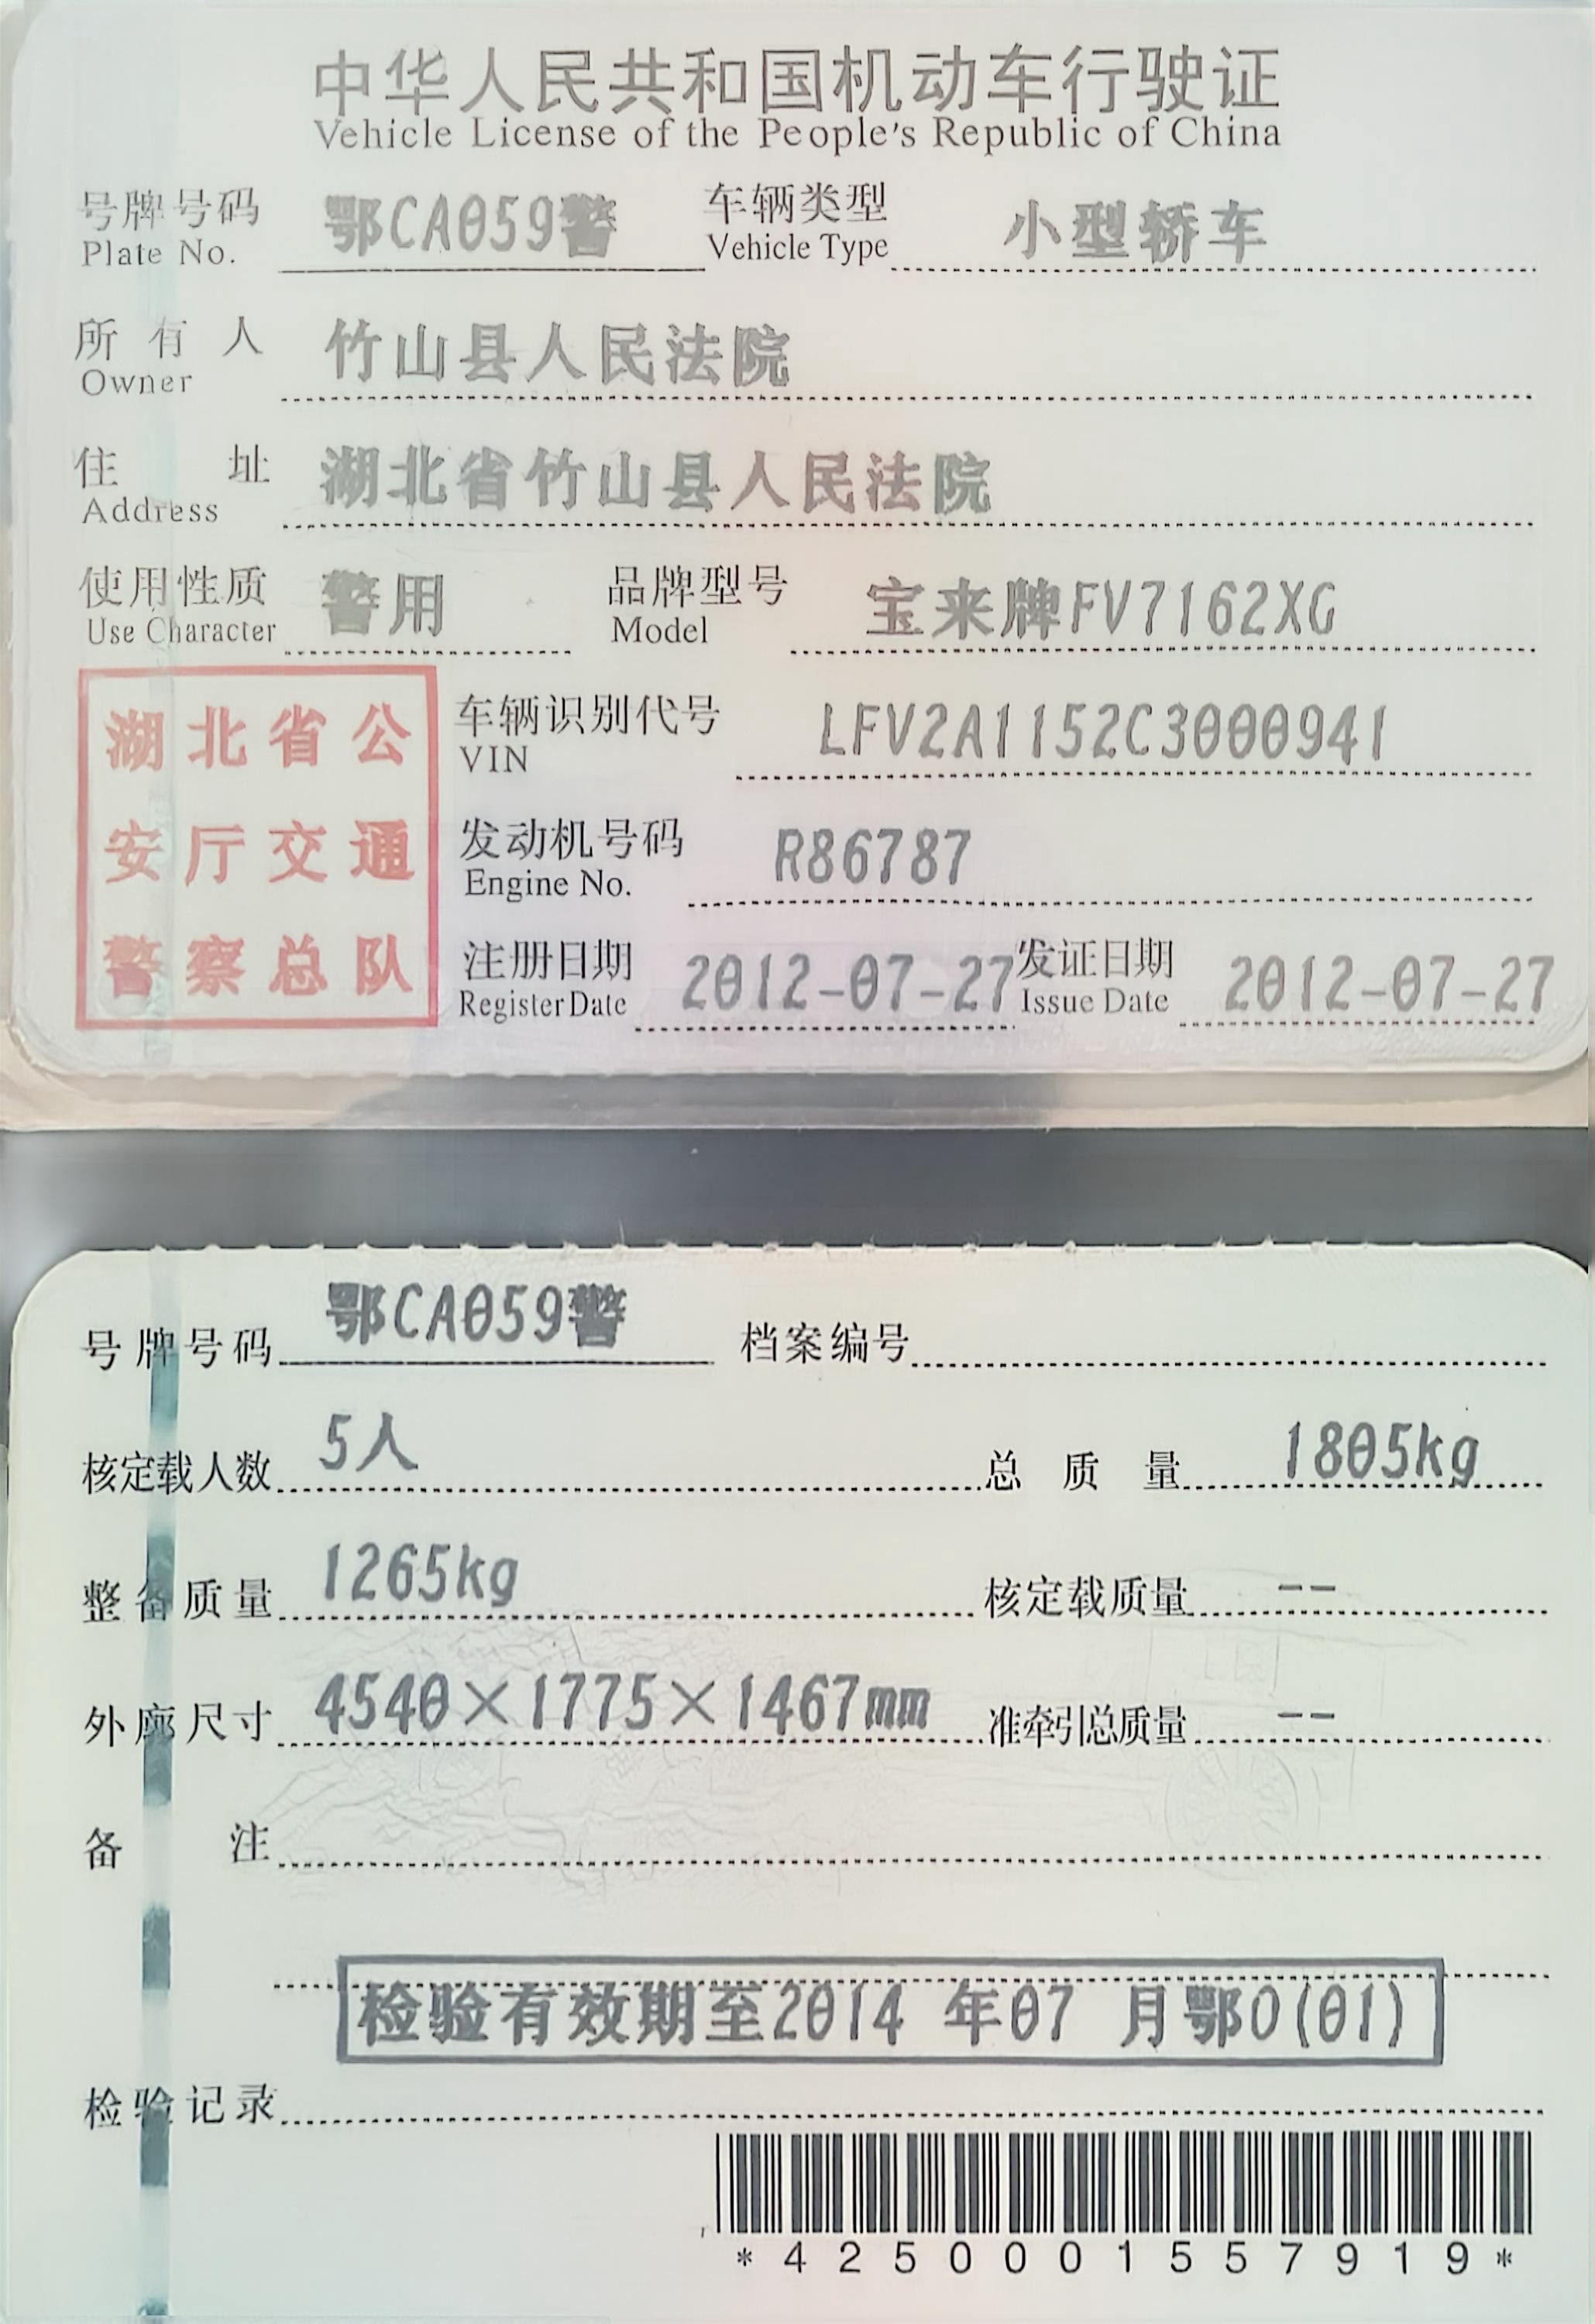 中华人民共和国机动车行驶证
Vehicle License of the People's Republic of China
号牌号码 鄂CA059警 车辆类型 小型轿车
Plate No. Vehicle Type
所有人 竹山县人民法院
Owner
住址 湖北省竹山县人民法院
Address
使用性质 警用 品牌型号 宝来牌FV7162XG
Use Character Model
湖北省公
安厅交通
警察总队
车辆识别代号 LFV2A1152C3000941
VIN
发动机号码 R86787
Engine No.
注册日期 2012-07-27 发证日期 2012-07-27
Register Date Issue Date
号牌号码 鄂CA059警 档案编号
核定载人数 5人 总质量 1805kg
整备质量 1265kg 核定载质量 --
外廓尺寸 4540×1775×1467mm 准牵引总质量 --
备注
检验有效期至2014 年07 月鄂O(01)
检验记录
*4250001557919*